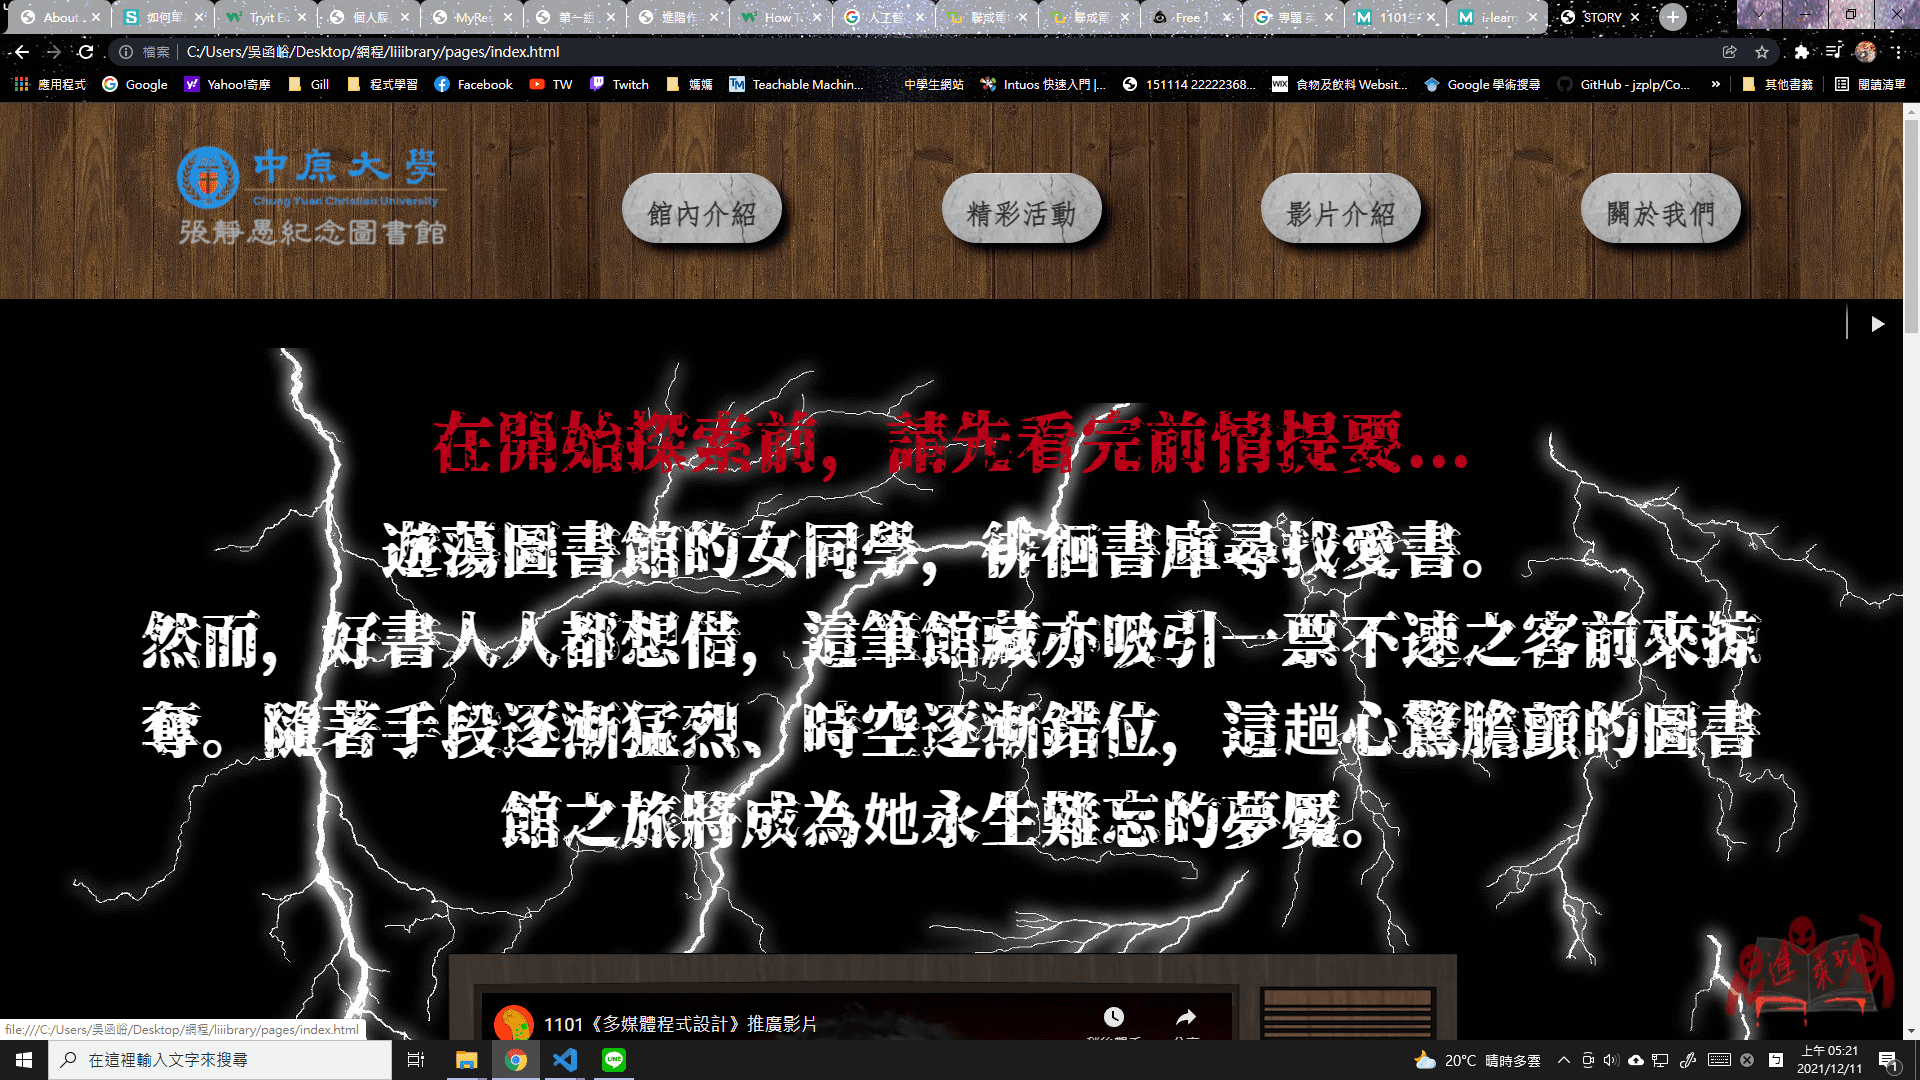 About
如何單
Tryit E
個人履
MyRes
第一組
進階作
How T
人工智
聯成電
聯成電
Free
專題
1101
i-learn
STORY
檔案
C:/Users/吳函峪/Desktop/網程/liiibrary/pages/index.html
應用程式
Google
Yahoo!奇摩
Gill
程式學習
Facebook
TW
Twitch
媽媽
Teachable Machin...
中學生網站
Intuos 快速入門 |...
151114 22222368...
食物及飲料 Websit...
Google 學術搜尋
GitHub - jzplp/Co...
»
其他書籤
閱讀清單
中原大學
Chung Yuan Christian University
張靜愚紀念圖書館
館內介紹
精彩活動
影片介紹
關於我們
在開始探索前，請先看完前情提要...
遊蕩圖書館的女同學，徘徊書庫尋找愛書。
然而，好書人人都想借，這筆館藏亦吸引一票不速之客前來掠
奪。隨著手段逐漸猛烈、時空逐漸錯位，這趟心驚膽顫的圖書
館之旅將成為她永生難忘的夢魘。
進來玩
1101《多媒體程式設計》推廣影片
file:///C:/Users/吳函峪/Desktop/網程/liiibrary/pages/index.html
在這裡輸入文字來搜尋
20°C 晴時多雲
上午 05:21
2021/12/11
1